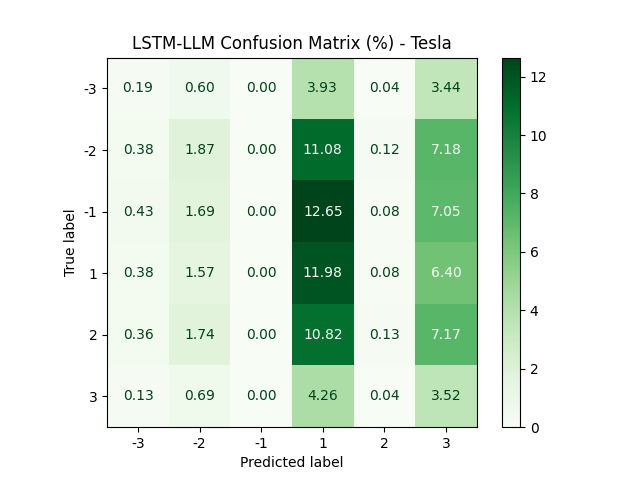 LSTM-LLM Confusion Matrix (%) - Tesla
True label
-3 0.19 0.60 0.00 3.93 0.04 3.44
-2 0.38 1.87 0.00 11.08 0.12 7.18
-1 0.43 1.69 0.00 12.65 0.08 7.05
1 0.38 1.57 0.00 11.98 0.08 6.40
2 0.36 1.74 0.00 10.82 0.13 7.17
3 0.13 0.69 0.00 4.26 0.04 3.52
-3 -2 -1 1 2 3
Predicted label
12
10
8
6
4
2
0